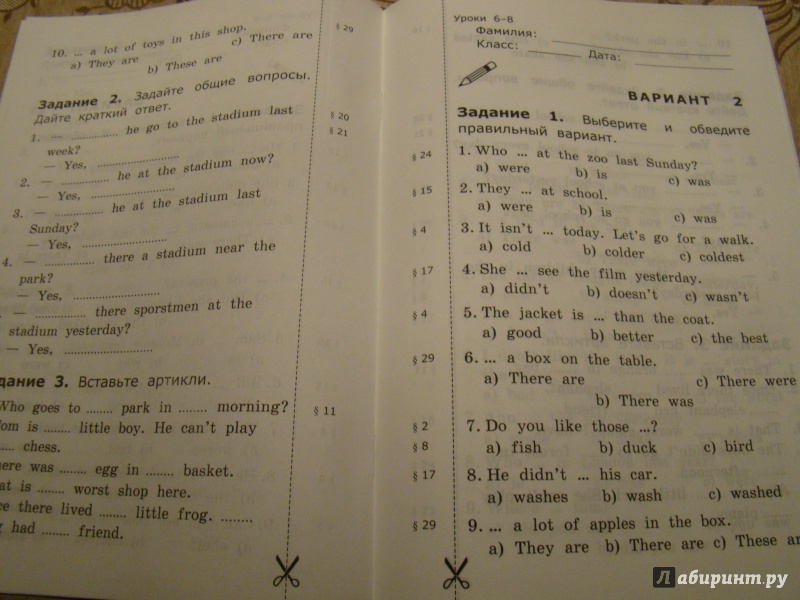 10. ... a lot of toys in this shop.
a) They are b) These are c) There are
§ 29
Задание 2. Задайте общие вопросы.
Дайте краткий ответ.
1. — .............. he go to the stadium last
week?
§ 20
§ 21
— Yes, ........................
2. — .............. he at the stadium now?
— Yes, ........................
3. — .............. he at the stadium last
Sunday?
— Yes, ........................
4. — .............. there a stadium near the
park?
— Yes, ........................
— .............. there sportsmen at the
stadium yesterday?
— Yes, ........................
дание 3. Вставьте артикли.
Who goes to ........ park in ........ morning?
§ 11
om is ........ little boy. He can't play
..... chess.
ere was ........ egg in ........ basket.
at is ........ worst shop here.
ce there lived ........ little frog. ........
g had ........ friend.
Уроки 6–8
Фамилия:
Класс: Дата:
ВАРИАНТ 2
Задание 1. Выберите и обведите
правильный вариант.
§ 24
1. Who ... at the zoo last Sunday?
a) were b) is c) was
§ 15
2. They ... at school.
a) were b) is c) was
§ 4
3. It isn't ... today. Let's go for a walk.
a) cold b) colder c) coldest
§ 17
4. She ... see the film yesterday.
a) didn't b) doesn't c) wasn't
§ 4
5. The jacket is ... than the coat.
a) good b) better c) the best
§ 29
6. ... a box on the table.
a) There are c) There were
b) There was
§ 2
7. Do you like those ...?
§ 8
a) fish b) duck c) bird
§ 17
8. He didn't ... his car.
a) washes b) wash c) washed
§ 29
9. ... a lot of apples in the box.
a) They are b) There are c) These ar
Лабиринт.ру